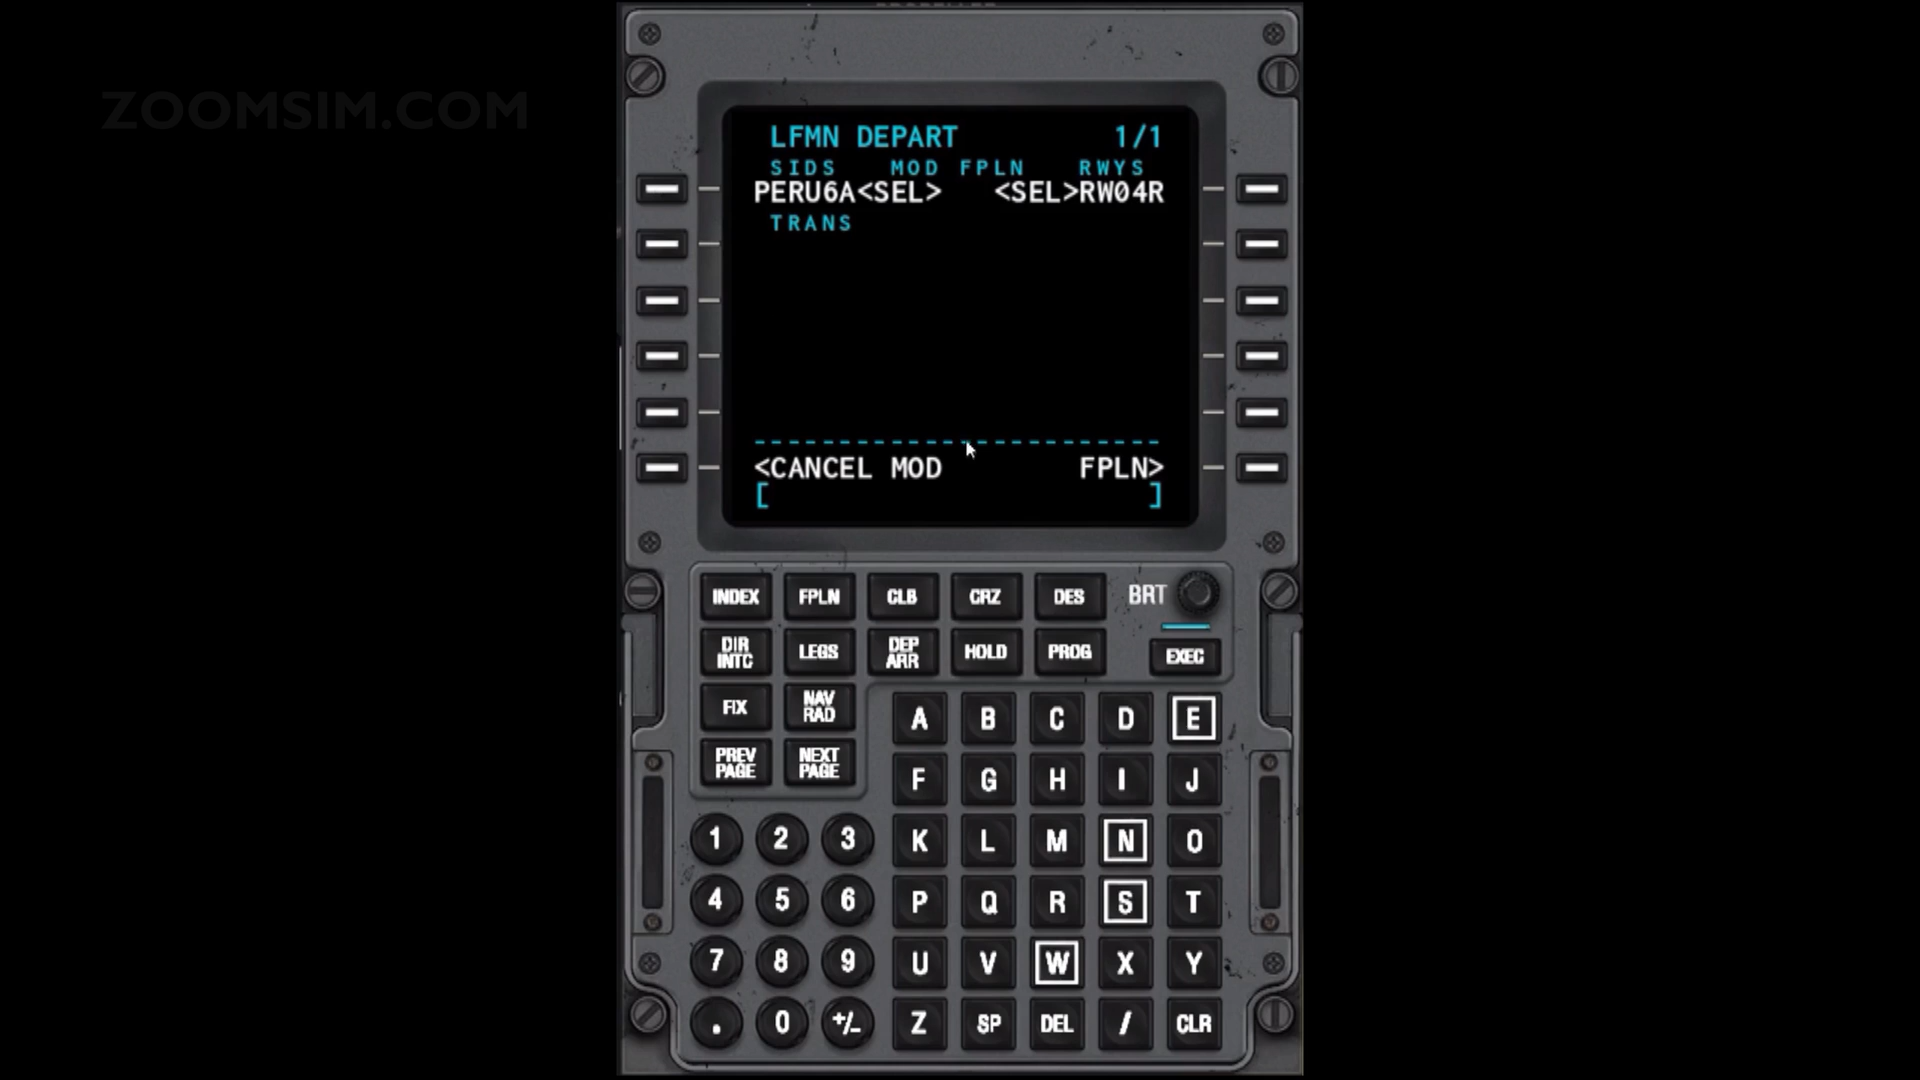 ZOOMSIM.COM
LFMN DEPART 1/1
SIDS MOD FPLN RWYS
PERU6A<SEL> <SEL>RW04R
TRANS
<CANCEL MOD FPLN>
[ ]
INDEX FPLN CLB CRZ DES BRT
DIR INTC LEGS DEP ARR HOLD PROG EXEC
FIX NAV RAD
A B C D E
PREV PAGE NEXT PAGE
F G H I J
1 2 3 K L M N O
4 5 6 P Q R S T
7 8 9 U V W X Y
. 0 +/- Z SP DEL / CLR